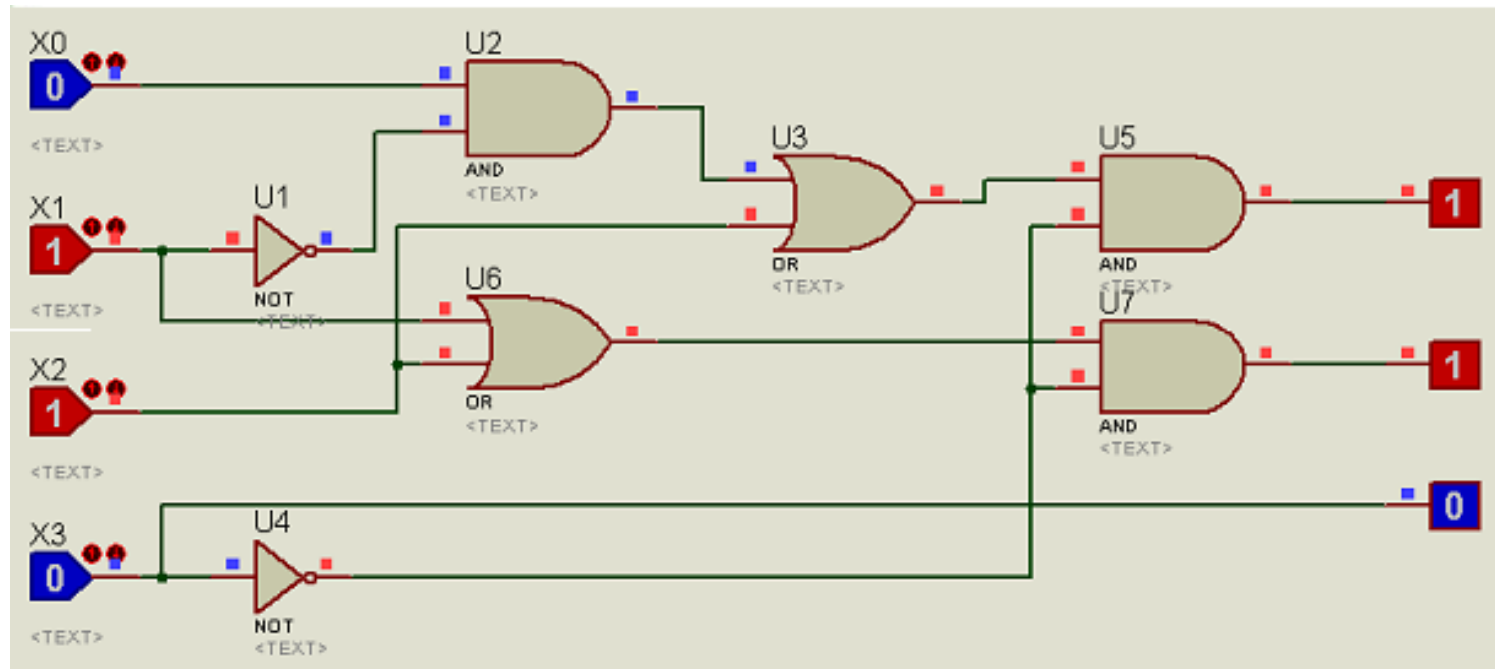 X0
0
<TEXT>
U2
AND
<TEXT>
U3
OR
<TEXT>
U5
AND
<TEXT>
1
X1
1
<TEXT>
U1
NOT
<TEXT>
U6
OR
<TEXT>
U7
AND
<TEXT>
1
X2
1
<TEXT>
0
X3
0
<TEXT>
U4
NOT
<TEXT>